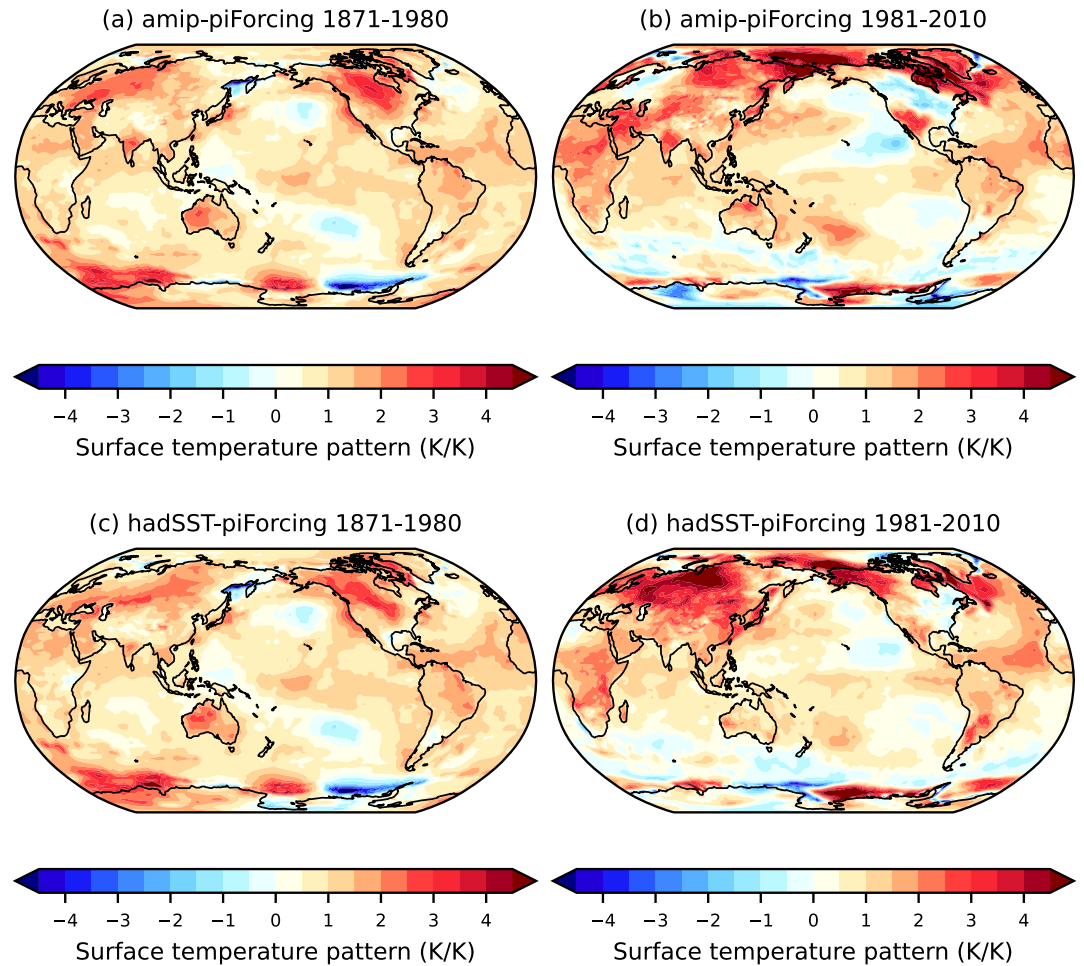 (a) amip-piForcing 1871-1980
(b) amip-piForcing 1981-2010
−4 −3 −2 −1 0 1 2 3 4
Surface temperature pattern (K/K)
−4 −3 −2 −1 0 1 2 3 4
Surface temperature pattern (K/K)
(c) hadSST-piForcing 1871-1980
(d) hadSST-piForcing 1981-2010
−4 −3 −2 −1 0 1 2 3 4
Surface temperature pattern (K/K)
−4 −3 −2 −1 0 1 2 3 4
Surface temperature pattern (K/K)